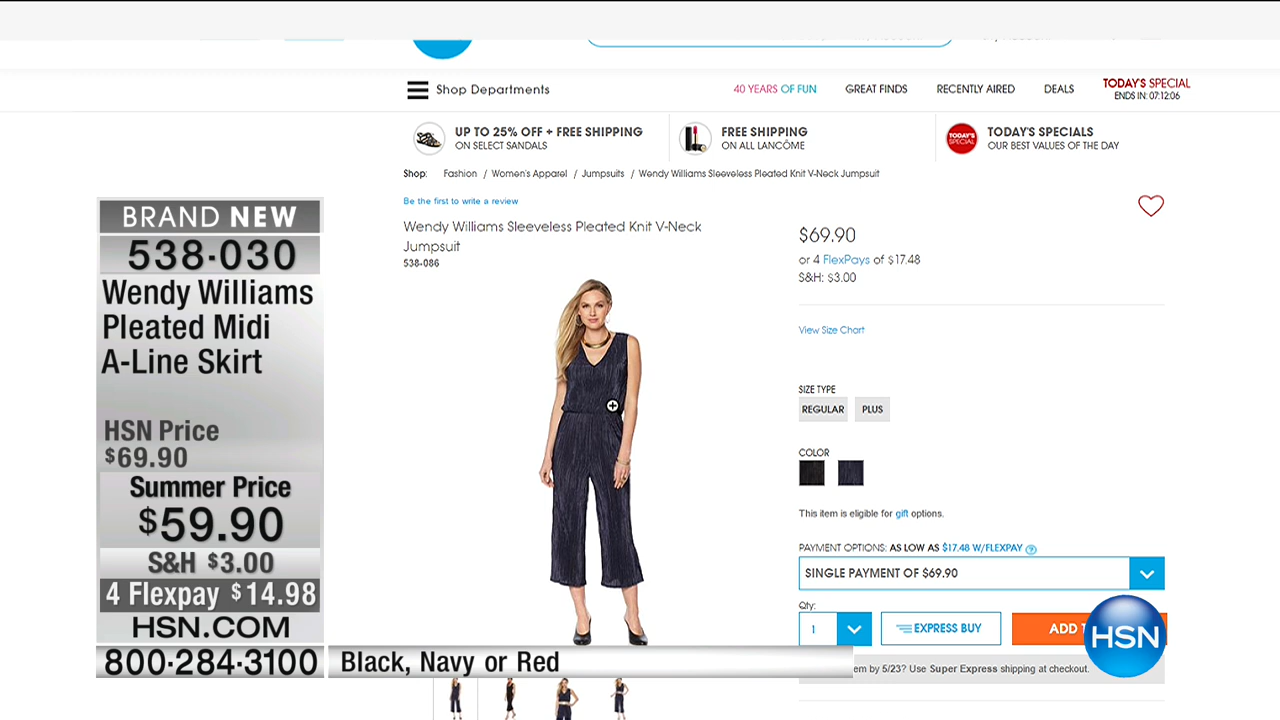 Shop Departments
40 YEARS OF FUN
GREAT FINDS
RECENTLY AIRED
DEALS
TODAY'S SPECIAL
ENDS IN: 07:12:06
UP TO 25% OFF + FREE SHIPPING
ON SELECT SANDALS
FREE SHIPPING
ON ALL LANCÔME
TODAY'S SPECIAL
TODAY'S SPECIALS
OUR BEST VALUES OF THE DAY
Shop: Fashion / Women's Apparel / Jumpsuits / Wendy Williams Sleeveless Pleated Knit V-Neck Jumpsuit
BRAND NEW
538-030
Wendy Williams
Pleated Midi
A-Line Skirt
HSN Price
$69.90
Summer Price
$59.90
S&H $3.00
4 Flexpay $14.98
HSN.COM
800-284-3100
Black, Navy or Red
Be the first to write a review
Wendy Williams Sleeveless Pleated Knit V-Neck
Jumpsuit
538-086
$69.90
or 4 FlexPays of $17.48
S&H: $3.00
View Size Chart
SIZE TYPE
REGULAR
PLUS
COLOR
This item is eligible for gift options.
PAYMENT OPTIONS: AS LOW AS $17.48 W/FLEXPAY ?
SINGLE PAYMENT OF $69.90
Qty:
1
EXPRESS BUY
ADD
HSN
em by 5/23? Use Super Express shipping at checkout.